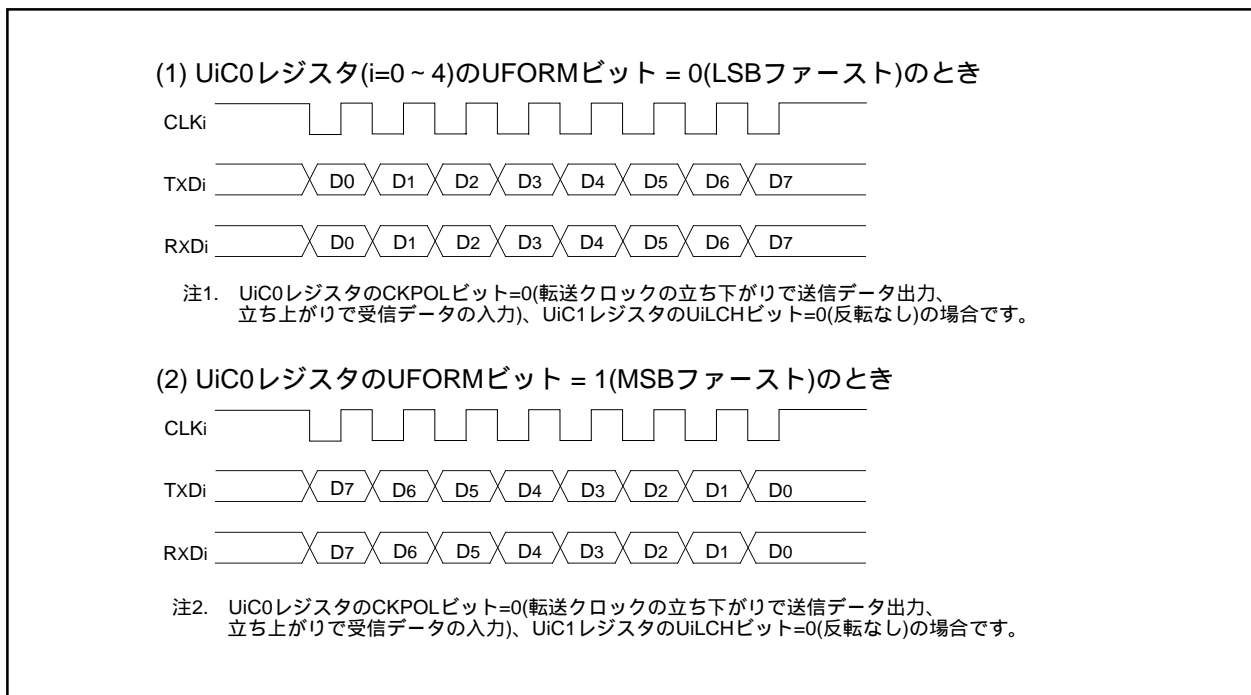 (1) UiC0レジスタ(i=0 ~ 4)のUFORMビット = 0(LSBファースト)のとき
CLKi
TXDi D0 D1 D2 D3 D4 D5 D6 D7
RXDi D0 D1 D2 D3 D4 D5 D6 D7
注1. UiC0レジスタのCKPOLビット=0(転送クロックの立ち下がりで送信データ出力、
立ち上がりで受信データの入力)、UiC1レジスタのUiLCHビット=0(反転なし)の場合です。
(2) UiC0レジスタのUFORMビット = 1(MSBファースト)のとき
CLKi
TXDi D7 D6 D5 D4 D3 D2 D1 D0
RXDi D7 D6 D5 D4 D3 D2 D1 D0
注2. UiC0レジスタのCKPOLビット=0(転送クロックの立ち下がりで送信データ出力、
立ち上がりで受信データの入力)、UiC1レジスタのUiLCHビット=0(反転なし)の場合です。